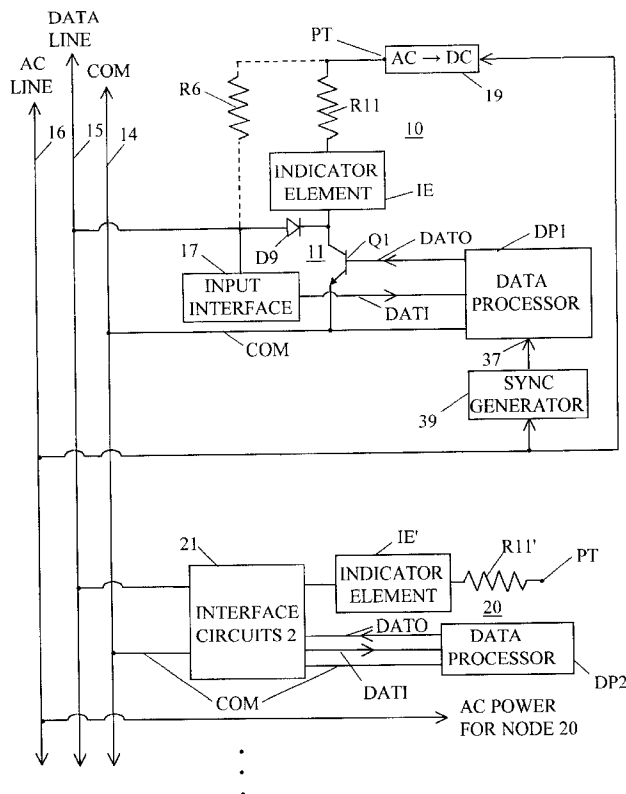 DATA
LINE
AC
LINE
COM
PT
AC → DC
19
R6
R11
10
16
15
14
INDICATOR
ELEMENT
IE
D9
11
Q1
DATO
DP1
17
INPUT
INTERFACE
DATI
DATA
PROCESSOR
COM
37
SYNC
GENERATOR
39
21
IE'
R11'
PT
INDICATOR
ELEMENT
20
INTERFACE
CIRCUITS 2
DATO
DATA
PROCESSOR
DATI
COM
DP2
AC POWER
FOR NODE 20